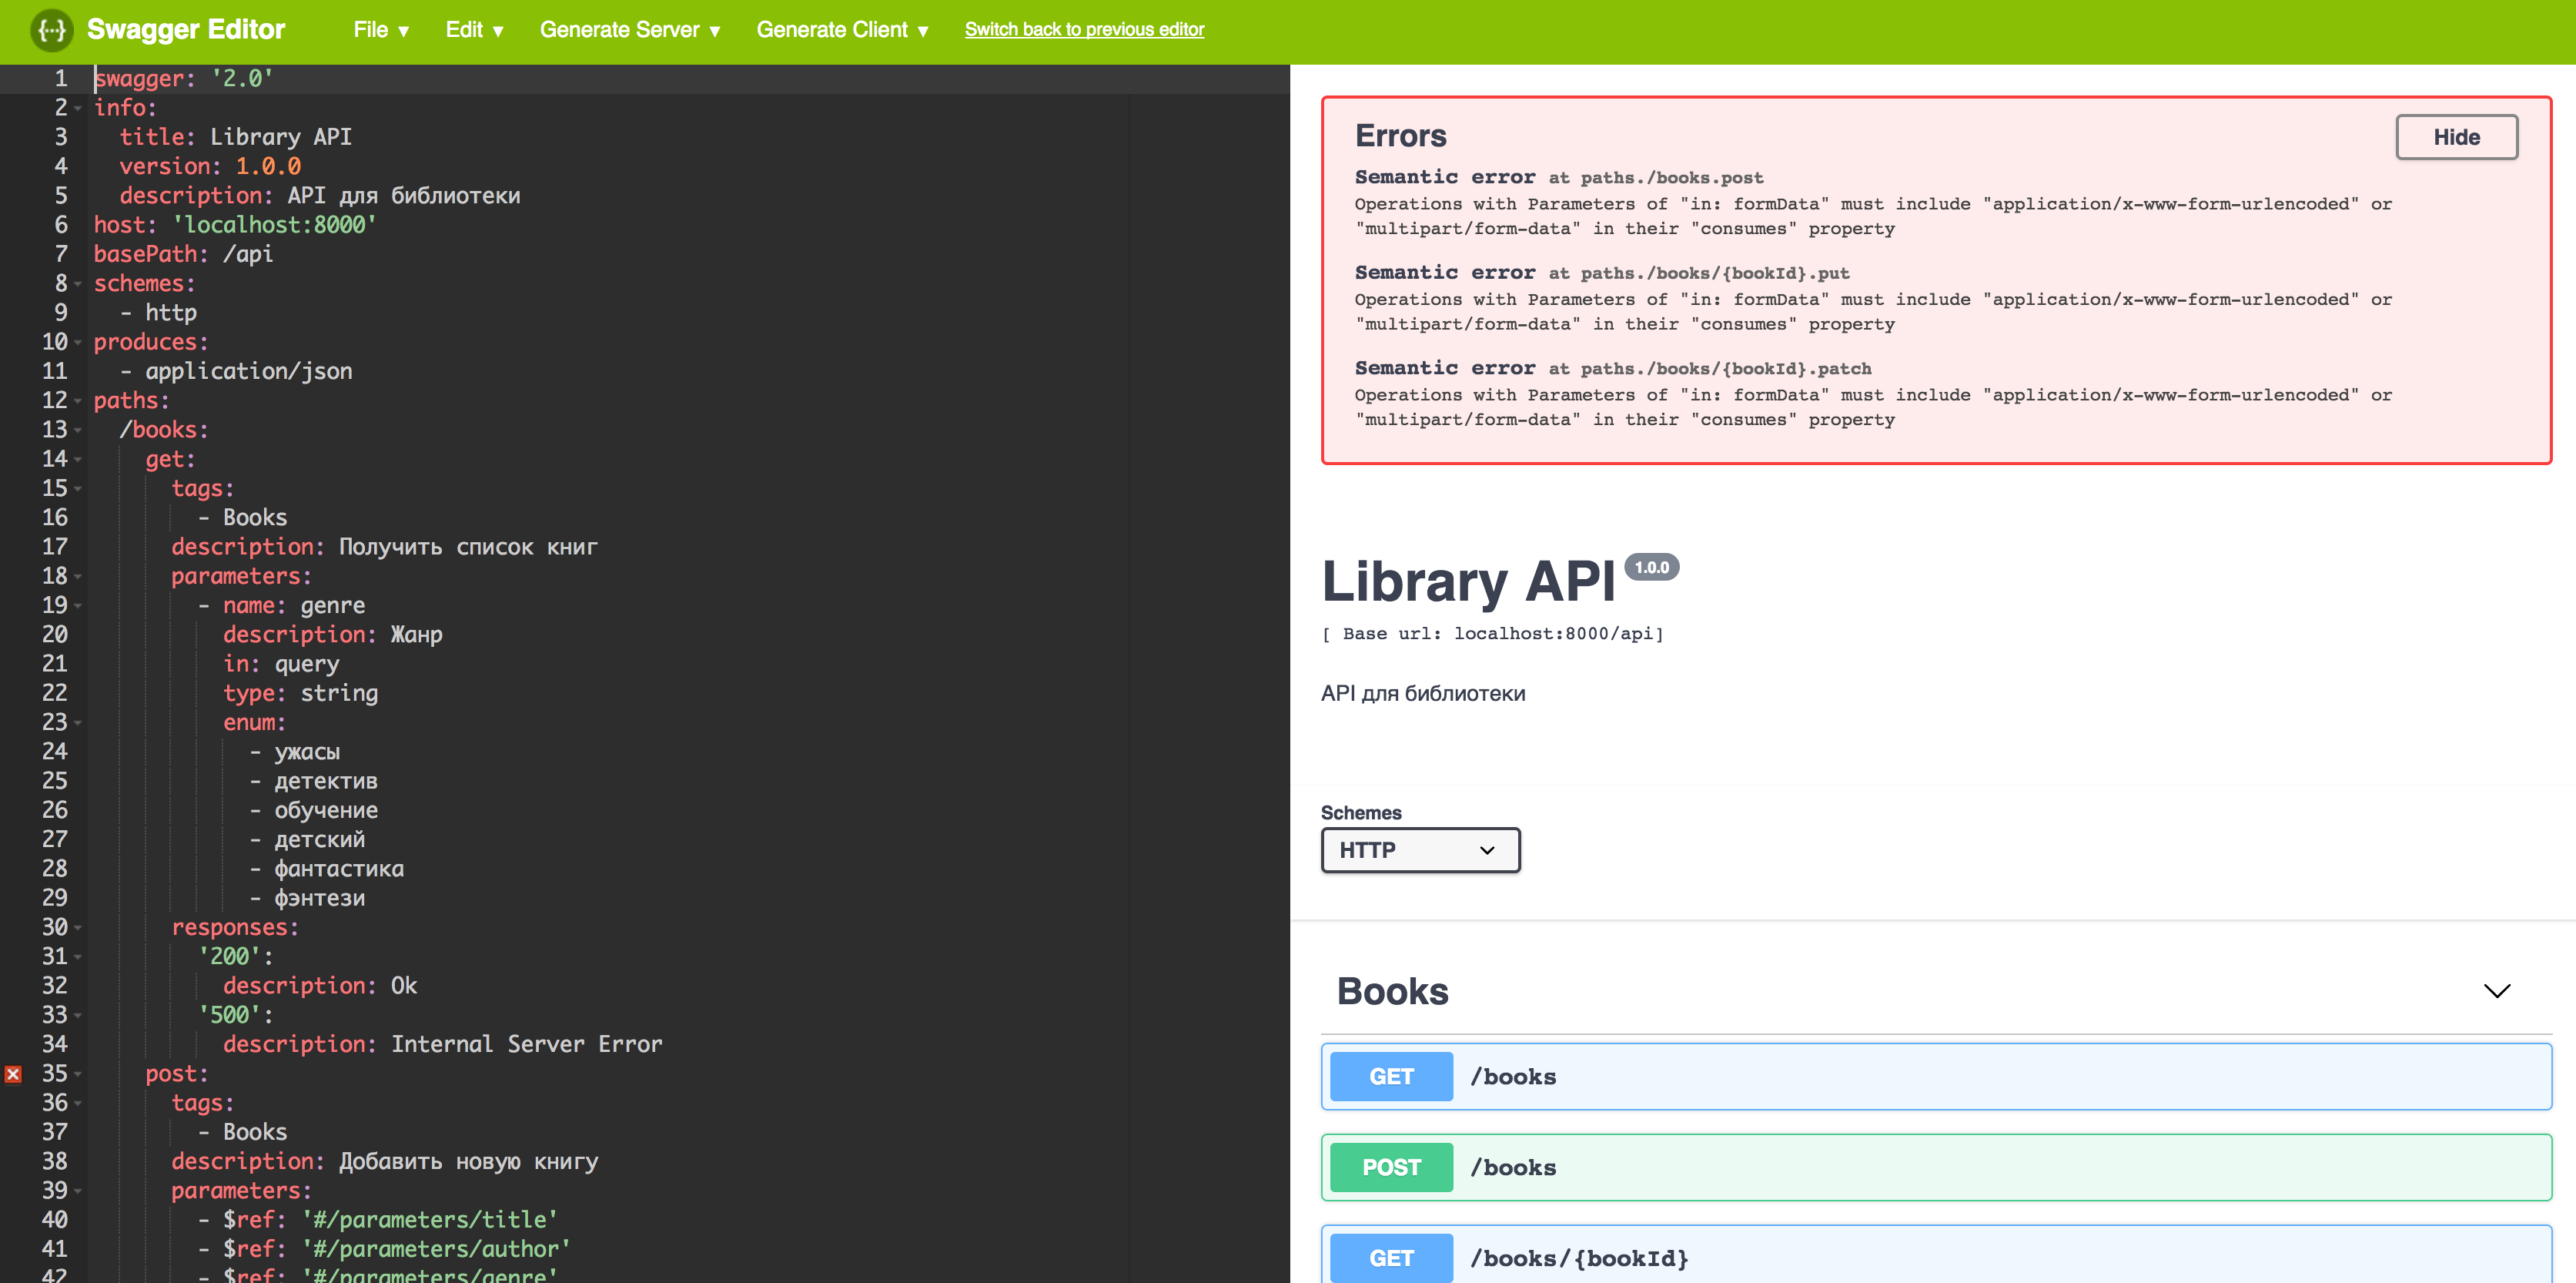 Swagger Editor File ▾ Edit ▾ Generate Server ▾ Generate Client ▾ Switch back to previous editor
1 swagger: '2.0'
2 info:
3 title: Library API
4 version: 1.0.0
5 description: API для библиотеки
6 host: 'localhost:8000'
7 basePath: /api
8 schemes:
9 - http
10 produces:
11 - application/json
12 paths:
13 /books:
14 get:
15 tags:
16 - Books
17 description: Получить список книг
18 parameters:
19 - name: genre
20 description: Жанр
21 in: query
22 type: string
23 enum:
24 - ужасы
25 - детектив
26 - обучение
27 - детский
28 - фантастика
29 - фэнтези
30 responses:
31 '200':
32 description: Ok
33 '500':
34 description: Internal Server Error
35 post:
36 tags:
37 - Books
38 description: Добавить новую книгу
39 parameters:
40 - $ref: '#/parameters/title'
41 - $ref: '#/parameters/author'
42 - $ref: '#/parameters/genre'
Errors
Hide
Semantic error at paths./books.post
Operations with Parameters of "in: formData" must include "application/x-www-form-urlencoded" or
"multipart/form-data" in their "consumes" property
Semantic error at paths./books/{bookId}.put
Operations with Parameters of "in: formData" must include "application/x-www-form-urlencoded" or
"multipart/form-data" in their "consumes" property
Semantic error at paths./books/{bookId}.patch
Operations with Parameters of "in: formData" must include "application/x-www-form-urlencoded" or
"multipart/form-data" in their "consumes" property
Library API 1.0.0
[ Base url: localhost:8000/api]
API для библиотеки
Schemes
HTTP
Books
GET /books
POST /books
GET /books/{bookId}